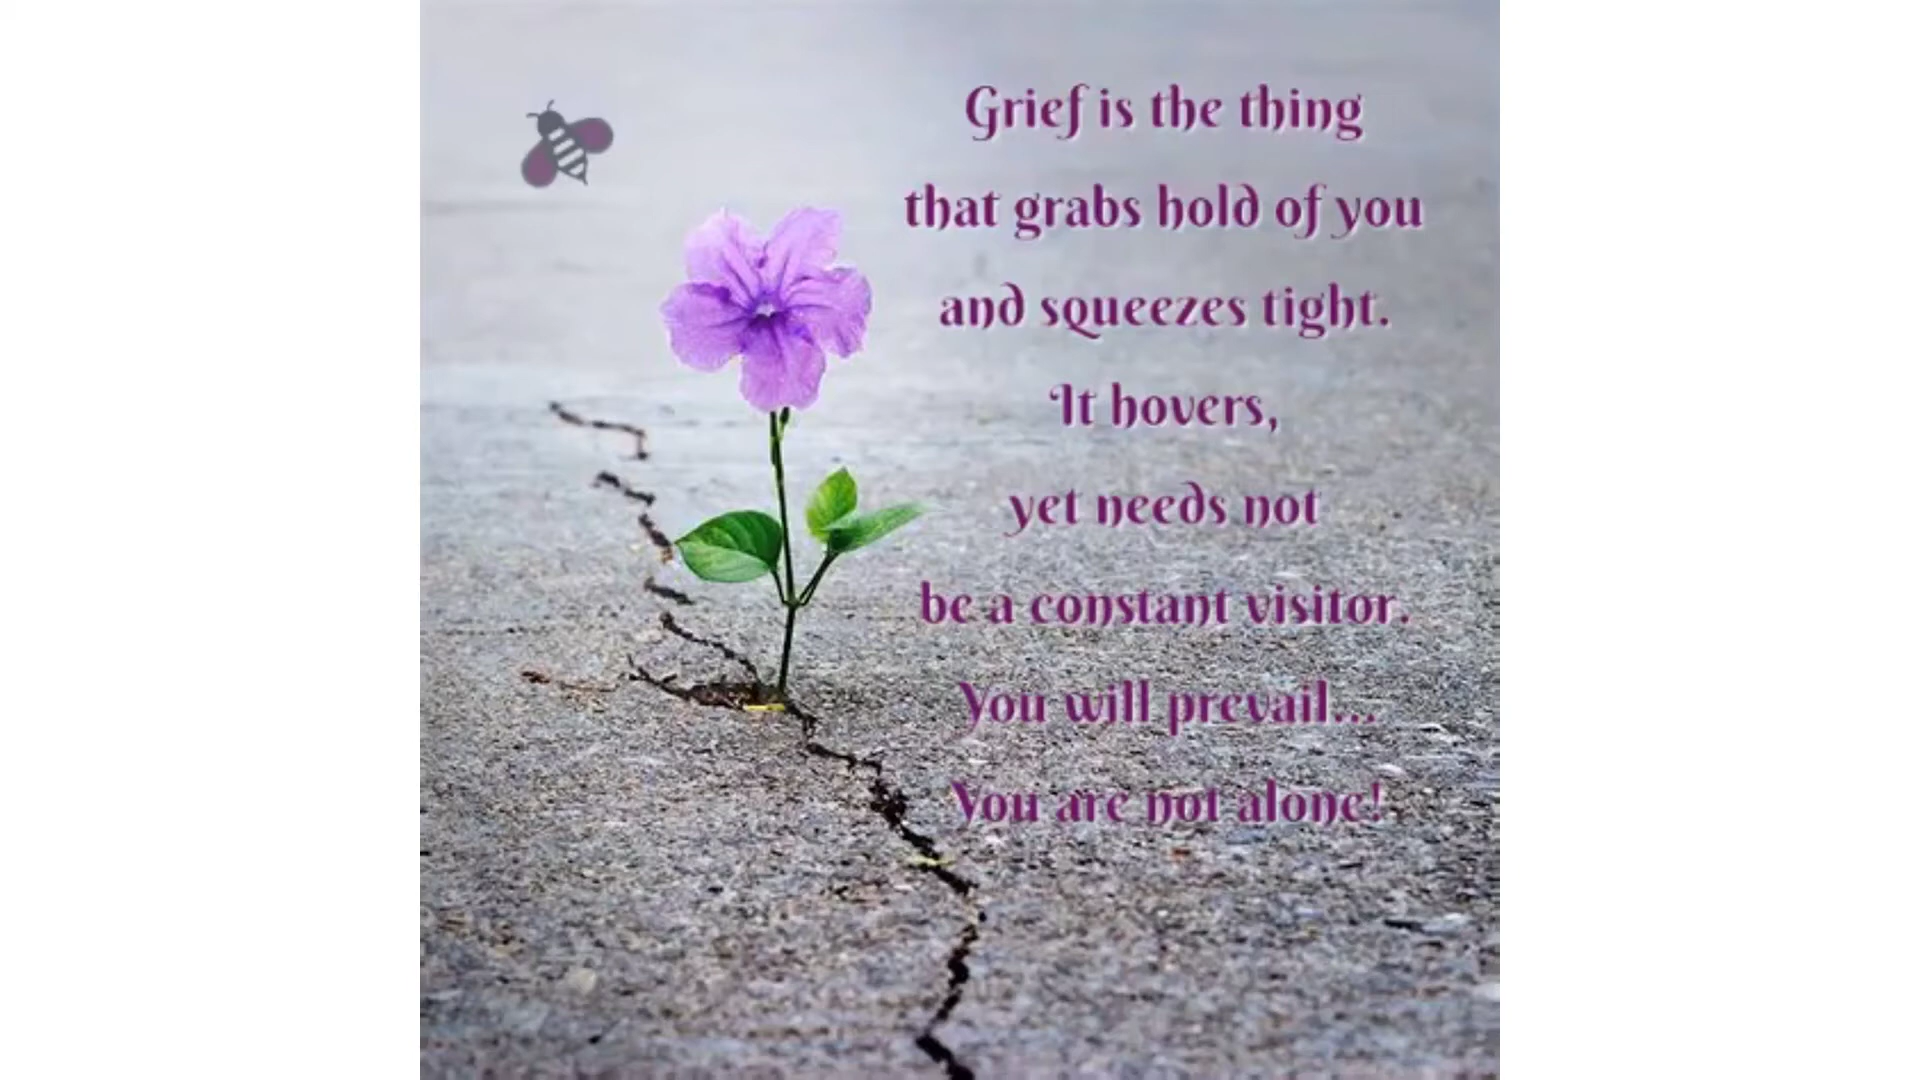 Grief is the thing
that grabs hold of you
and squeezes tight.
It hovers,
yet needs not
be a constant visitor.
You will prevail...
You are not alone!